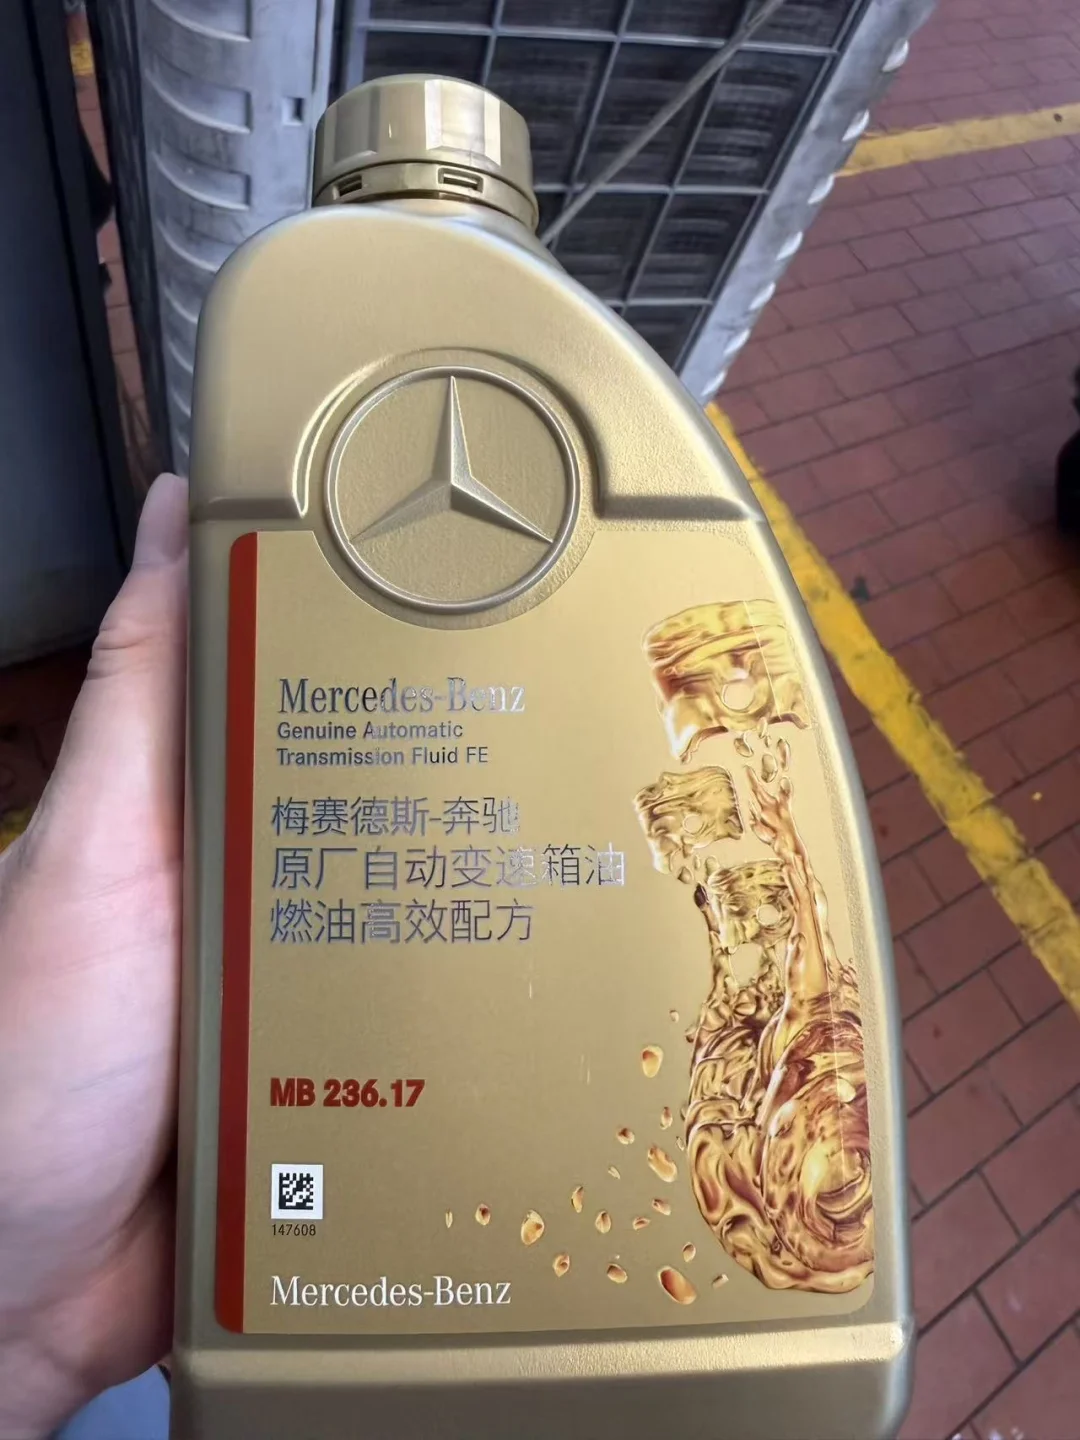 Mercedes-Benz
Genuine Automatic
Transmission Fluid FE
梅赛德斯-奔驰
原厂自动变速箱油
燃油高效配方
MB 236.17
147608
Mercedes-Benz